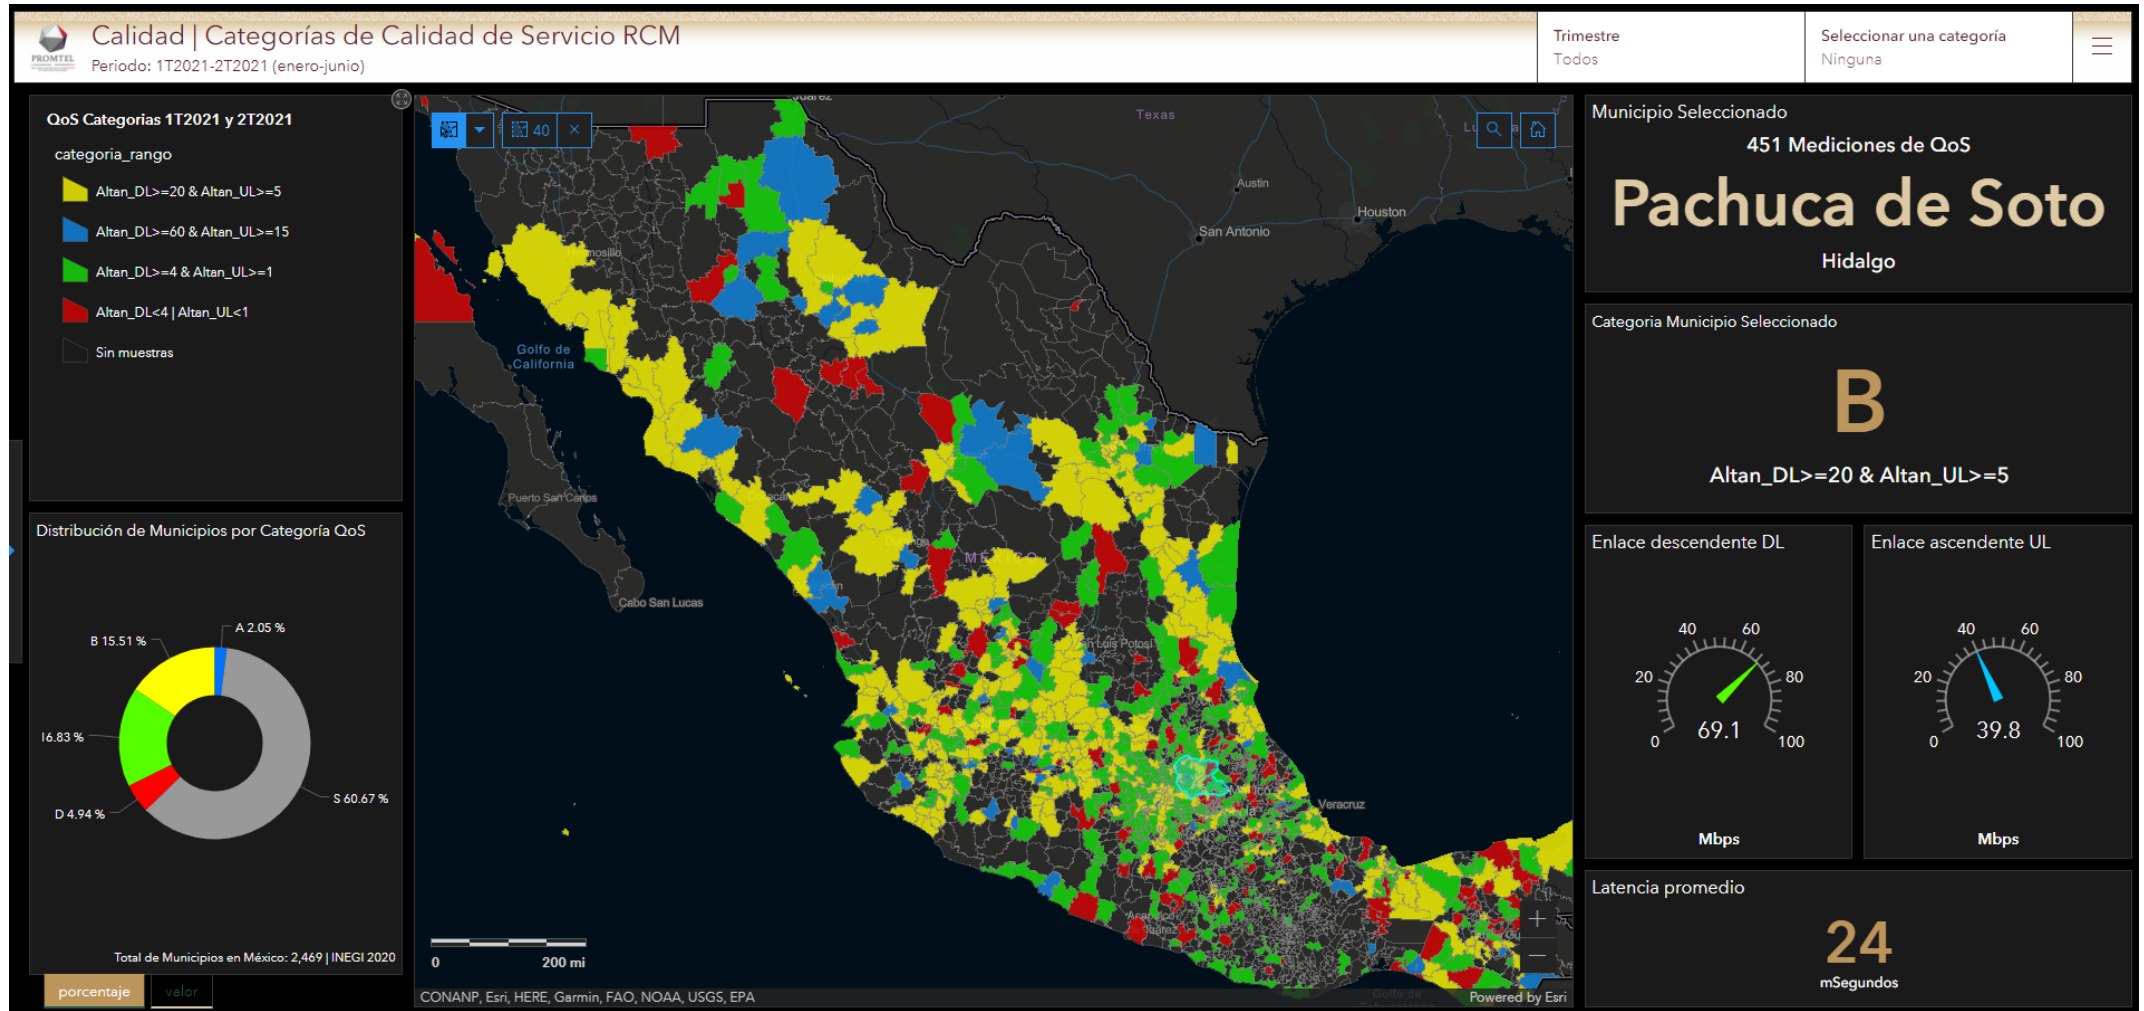 PROMTEL
Calidad | Categorías de Calidad de Servicio RCM
Periodo: 1T2021-2T2021 (enero-junio)
Trimestre
Todos
Seleccionar una categoría
Ninguna
QoS Categorias 1T2021 y 2T2021
categoria_rango
Altan_DL>=20 & Altan_UL>=5
Altan_DL>=60 & Altan_UL>=15
Altan_DL>=4 & Altan_UL>=1
Altan_DL<4 | Altan_UL<1
Sin muestras
Distribución de Municipios por Categoría QoS
A 2.05 %
B 15.51 %
16.83 %
D 4.94 %
S 60.67 %
Total de Municipios en México: 2,469 | INEGI 2020
porcentaje
valor
40
Juárez
Texas
Austin
Houston
San Antonio
Golfo de
California
Puerto San Carlos
Cabo San Lucas
MÉXICO
San Luis Potosí
Veracruz
0
200 mi
CONANP, Esri, HERE, Garmin, FAO, NOAA, USGS, EPA
Powered by Esri
Municipio Seleccionado
451 Mediciones de QoS
Pachuca de Soto
Hidalgo
Categoria Municipio Seleccionado
B
Altan_DL>=20 & Altan_UL>=5
Enlace descendente DL
0
20
40
60
80
100
69.1
Mbps
Enlace ascendente UL
0
20
40
60
80
100
39.8
Mbps
Latencia promedio
24
mSegundos